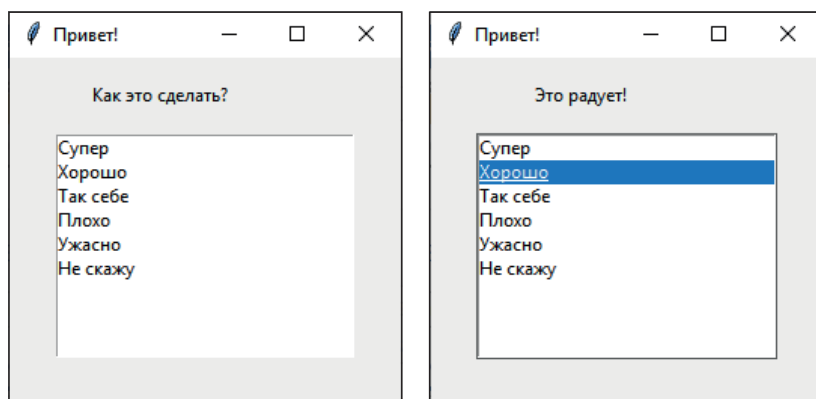 Привет!
Как это сделать?
Супер
Хорошо
Так себе
Плохо
Ужасно
Не скажу
Привет!
Это радует!
Супер
Хорошо
Так себе
Плохо
Ужасно
Не скажу